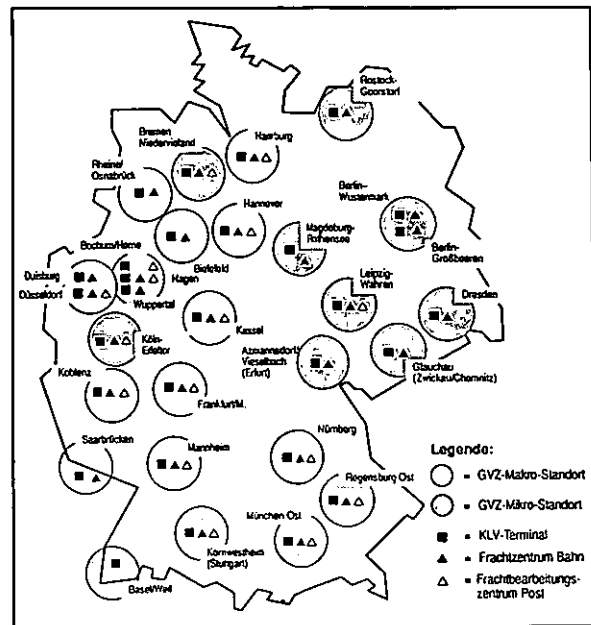 Rostock-
Goorstorf
Bremen
Niedervieland
Hamburg
Rheine/
Osnabrück
Berlin-
Wustermark
Hannover
Magdeburg-
Rothensee
Bochum/Herne
Berlin-
Großbeeren
Duisburg
Hagen
Bielefeld
Leipzig-
Wahren
Düsseldorf
Wuppertal
Dresden
Kassel
Köln-
Eifeltor
Azmannsdorf/
Vieselbach
(Erfurt)
Glauchau
(Zwickau/Chemnitz)
Koblenz
Frankfurt/M.
Saarbrücken
Mannheim
Nürnberg
Regensburg Ost
München Ost
Kornwestheim
(Stuttgart)
Basel/Weil
Legende:
= GVZ-Makro-Standort
= GVZ-Mikro-Standort
= KLV-Terminal
= Frachtzentrum Bahn
= Frachtbearbeitungs-
zentrum Post